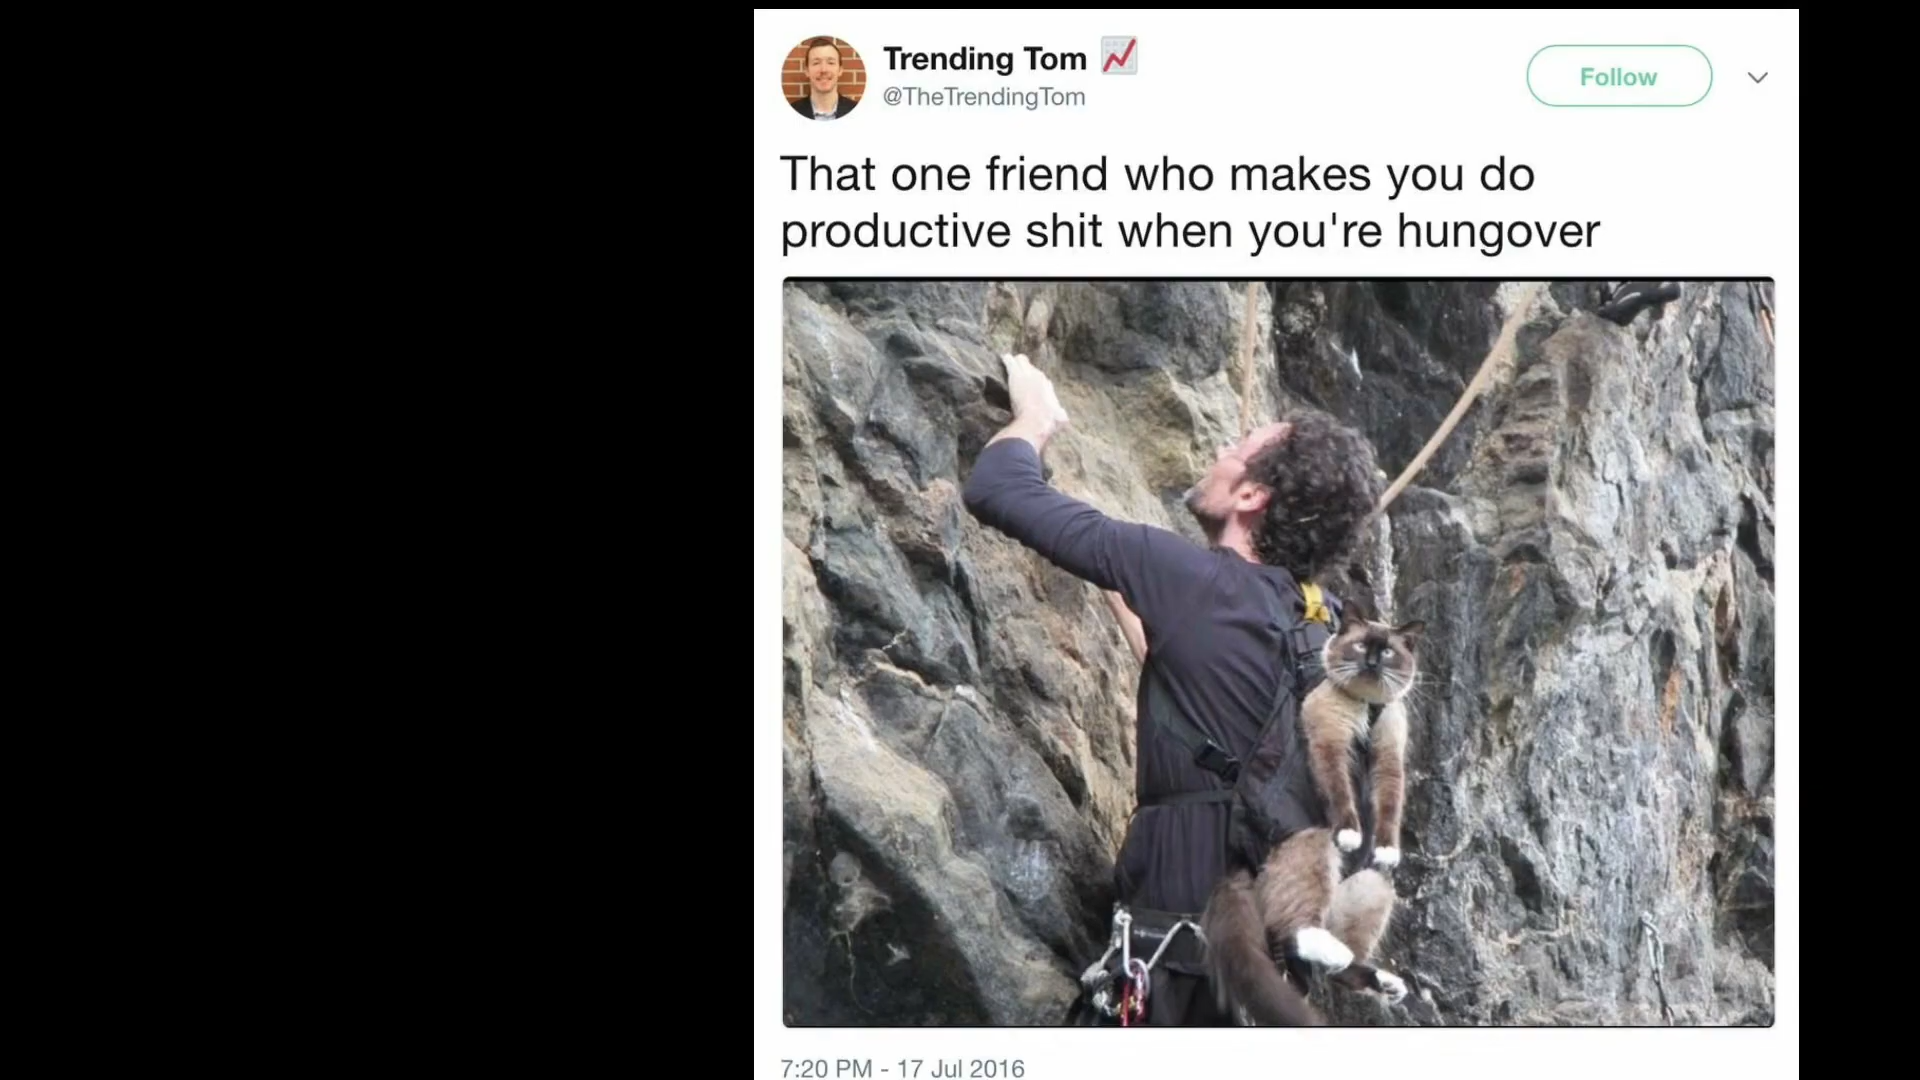 Trending Tom 📈
@TheTrendingTom
Follow
That one friend who makes you do
productive shit when you're hungover
7:20 PM - 17 Jul 2016